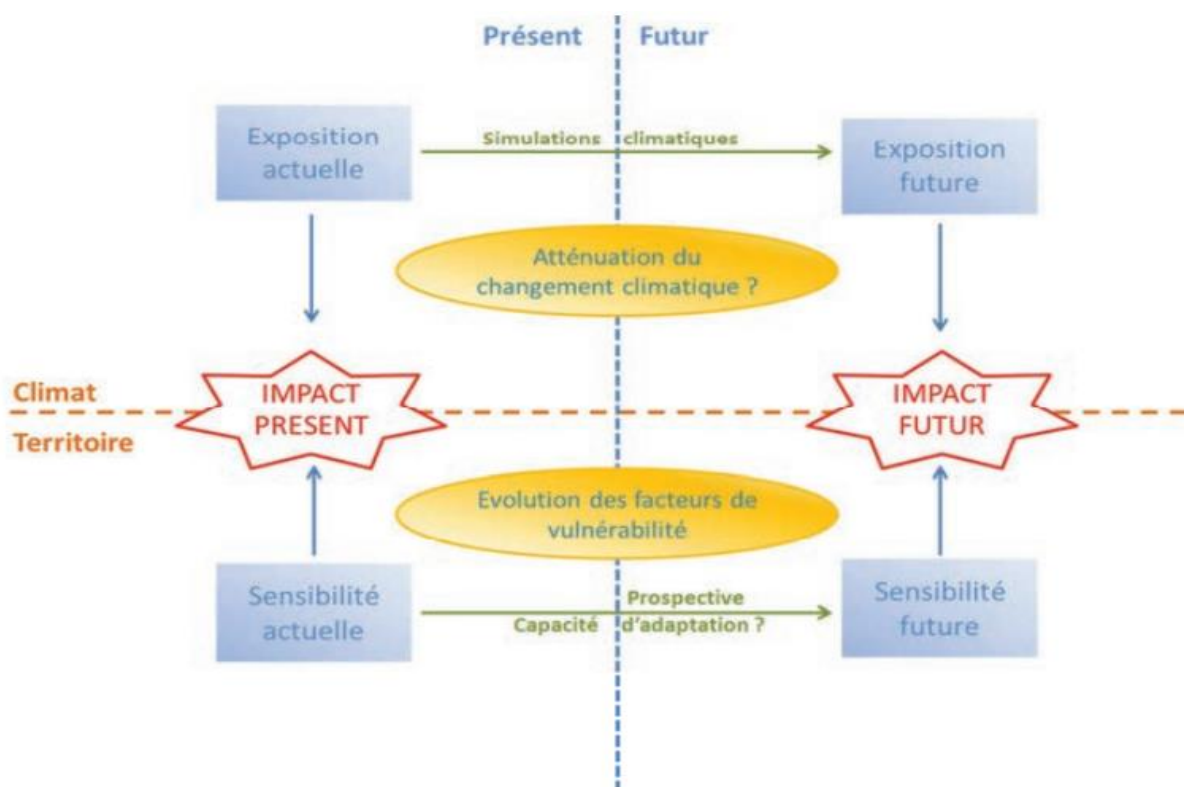 Présent Futur
Exposition
actuelle
Simulations climatiques
Exposition
future
Atténuation du
changement climatique ?
Climat
Territoire
IMPACT
PRESENT
IMPACT
FUTUR
Evolution des facteurs de
vulnérabilité
Sensibilité
actuelle
Prospective
Capacité d'adaptation ?
Sensibilité
future